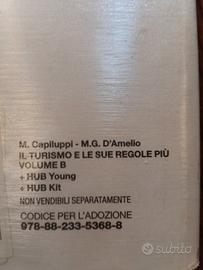 M. Capiluppi - M.G. D'Amelio
IL TURISMO E LE SUE REGOLE PIÙ
VOLUME B
+ HUB Young
+ HUB Kit
NON VENDIBILI SEPARATAMENTE
CODICE PER L'ADOZIONE
978-88-233-5368-8
subito